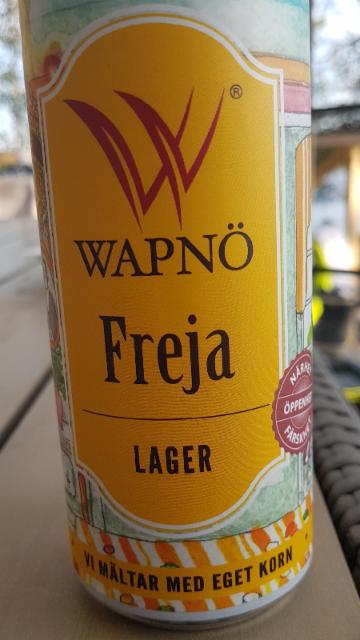 W®
WAPNÖ
Freja
LAGER
VI MÄLTAR MED EGET KORN